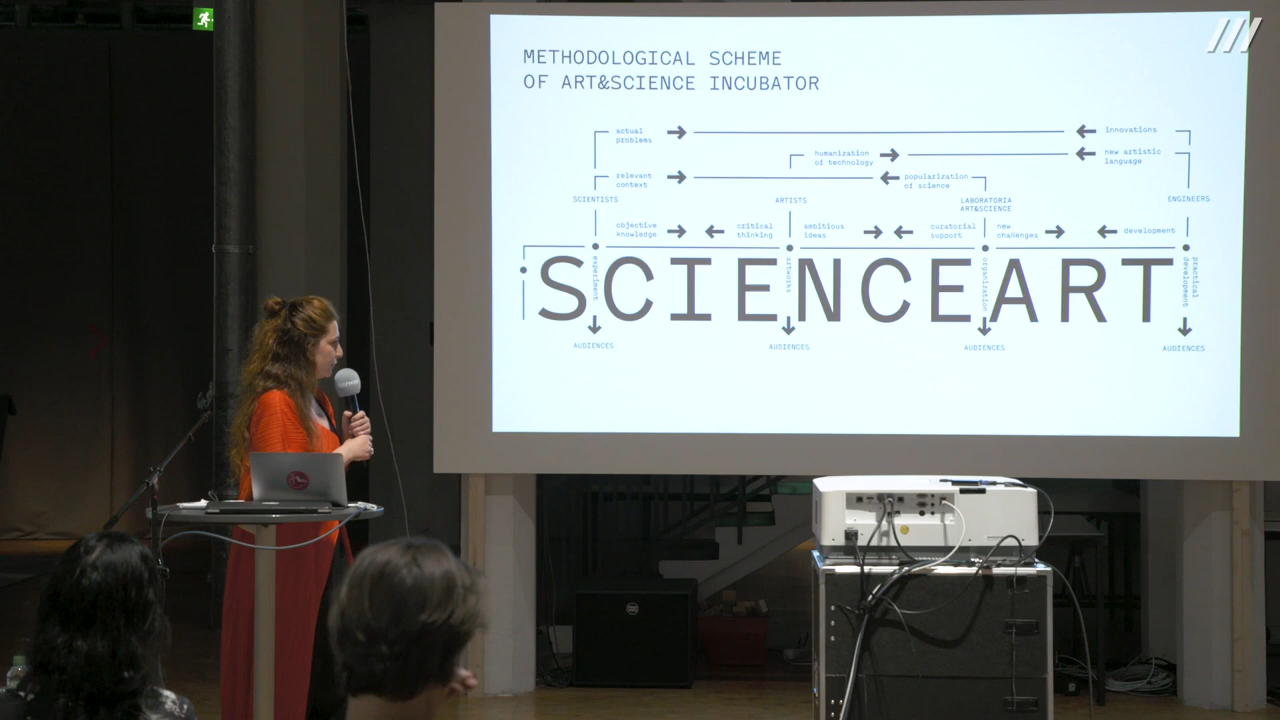 METHODOLOGICAL SCHEME
OF ART&SCIENCE INCUBATOR
actual
problems
innovations
humanization
of technology
new artistic
language
relevant
context
popularization
of science
SCIENTISTS
ARTISTS
LABORATORIA
ART&SCIENCE
ENGINEERS
objective
knowledge
critical
thinking
ambitious
ideas
curatorial
support
new
challenges
development
SCIENCEART
experiment
artworks
organization
practical
development
AUDIENCES
AUDIENCES
AUDIENCES
AUDIENCES